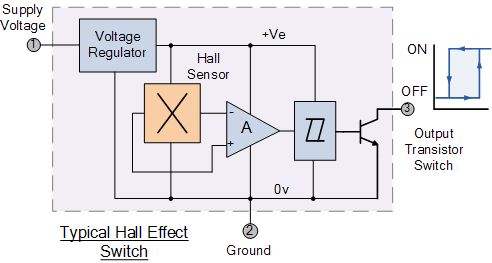 Supply
Voltage
1
Voltage
Regulator
+Ve
Hall
Sensor
A
-
+
0v
2
Ground
3
Output
Transistor
Switch
ON
OFF
Typical Hall Effect
Switch